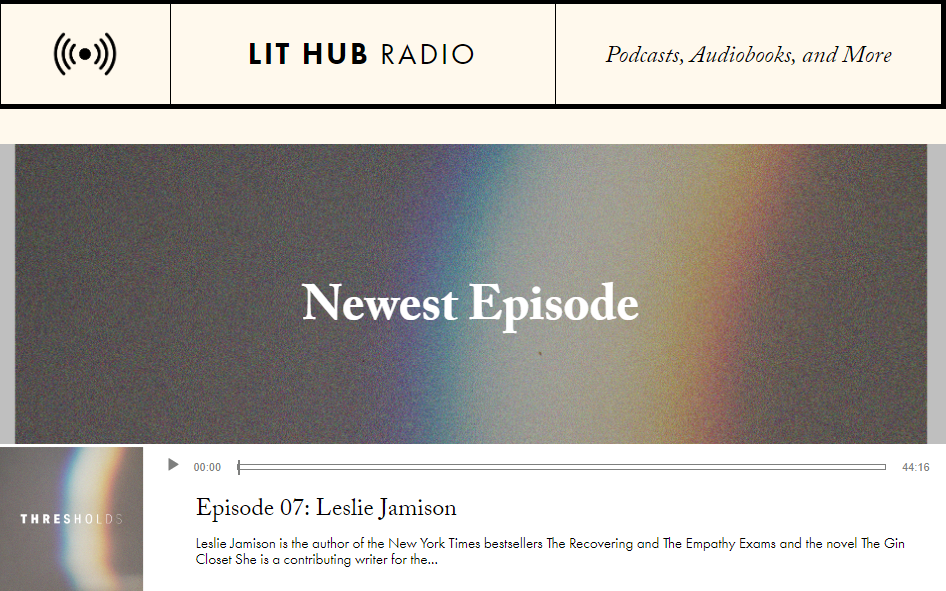 LIT HUB RADIO
Podcasts, Audiobooks, and More
Newest Episode
THRESHOLDS
00:00
44:16
Episode 07: Leslie Jamison
Leslie Jamison is the author of the New York Times bestsellers The Recovering and The Empathy Exams and the novel The Gin
Closet She is a contributing writer for the...